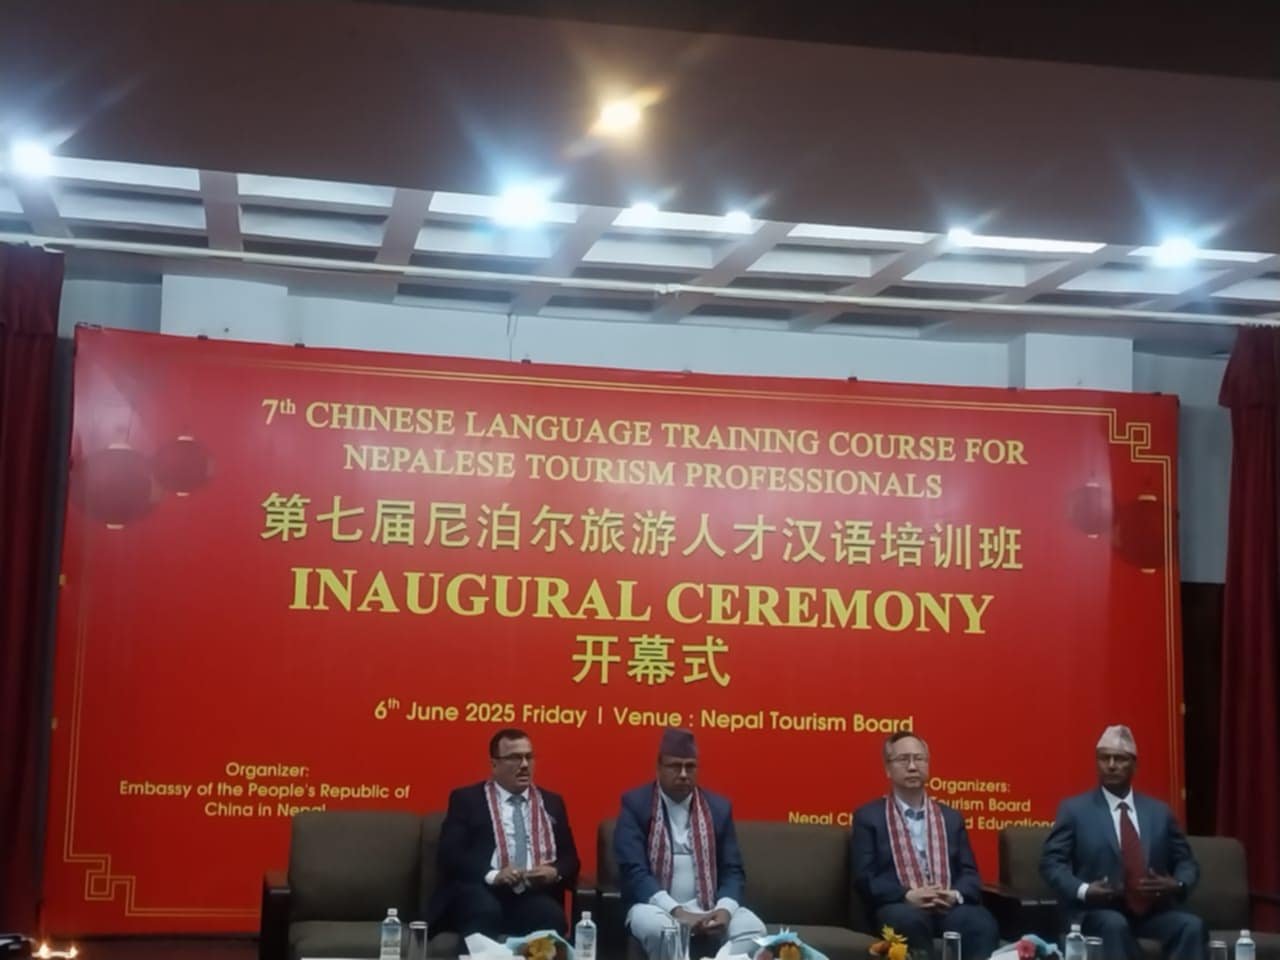 7th CHINESE LANGUAGE TRAINING COURSE FOR
NEPALESE TOURISM PROFESSIONALS
第七届尼泊尔旅游人才汉语培训班
INAUGURAL CEREMONY
开幕式
6th June 2025 Friday | Venue : Nepal Tourism Board
Organizer:
Embassy of the People's Republic of
China in Nepal
-Organizers:
Tourism Board
Nepal